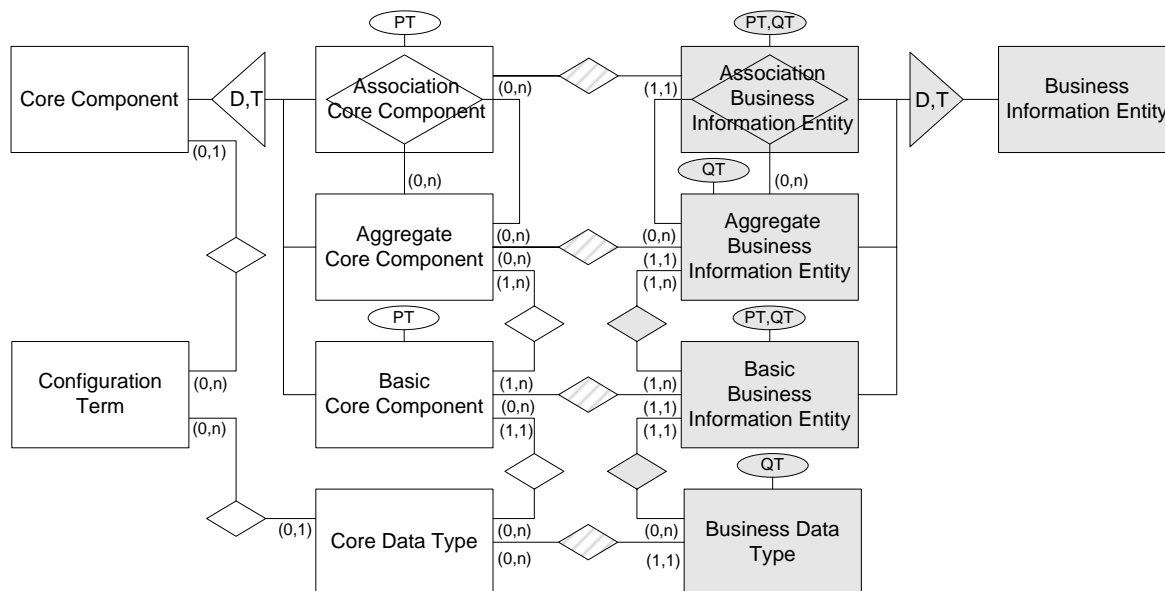 PT
PT,QT
Core Component
D,T
Association
Core Component
(0,n)
(1,1)
Association
Business
Information Entity
D,T
Business
Information Entity
(0,1)
(0,n)
(0,n)
QT
Aggregate
Core Component
(0,n)
(0,n)
(1,n)
(0,n)
(1,1)
(1,n)
Aggregate
Business
Information Entity
PT
PT,QT
Configuration
Term
(0,n)
(0,n)
Basic
Core Component
(1,n)
(0,n)
(1,1)
(1,n)
(1,1)
(1,1)
Basic
Business
Information Entity
QT
(0,1)
Core Data Type
(0,n)
(0,n)
(0,n)
(1,1)
Business Data
Type